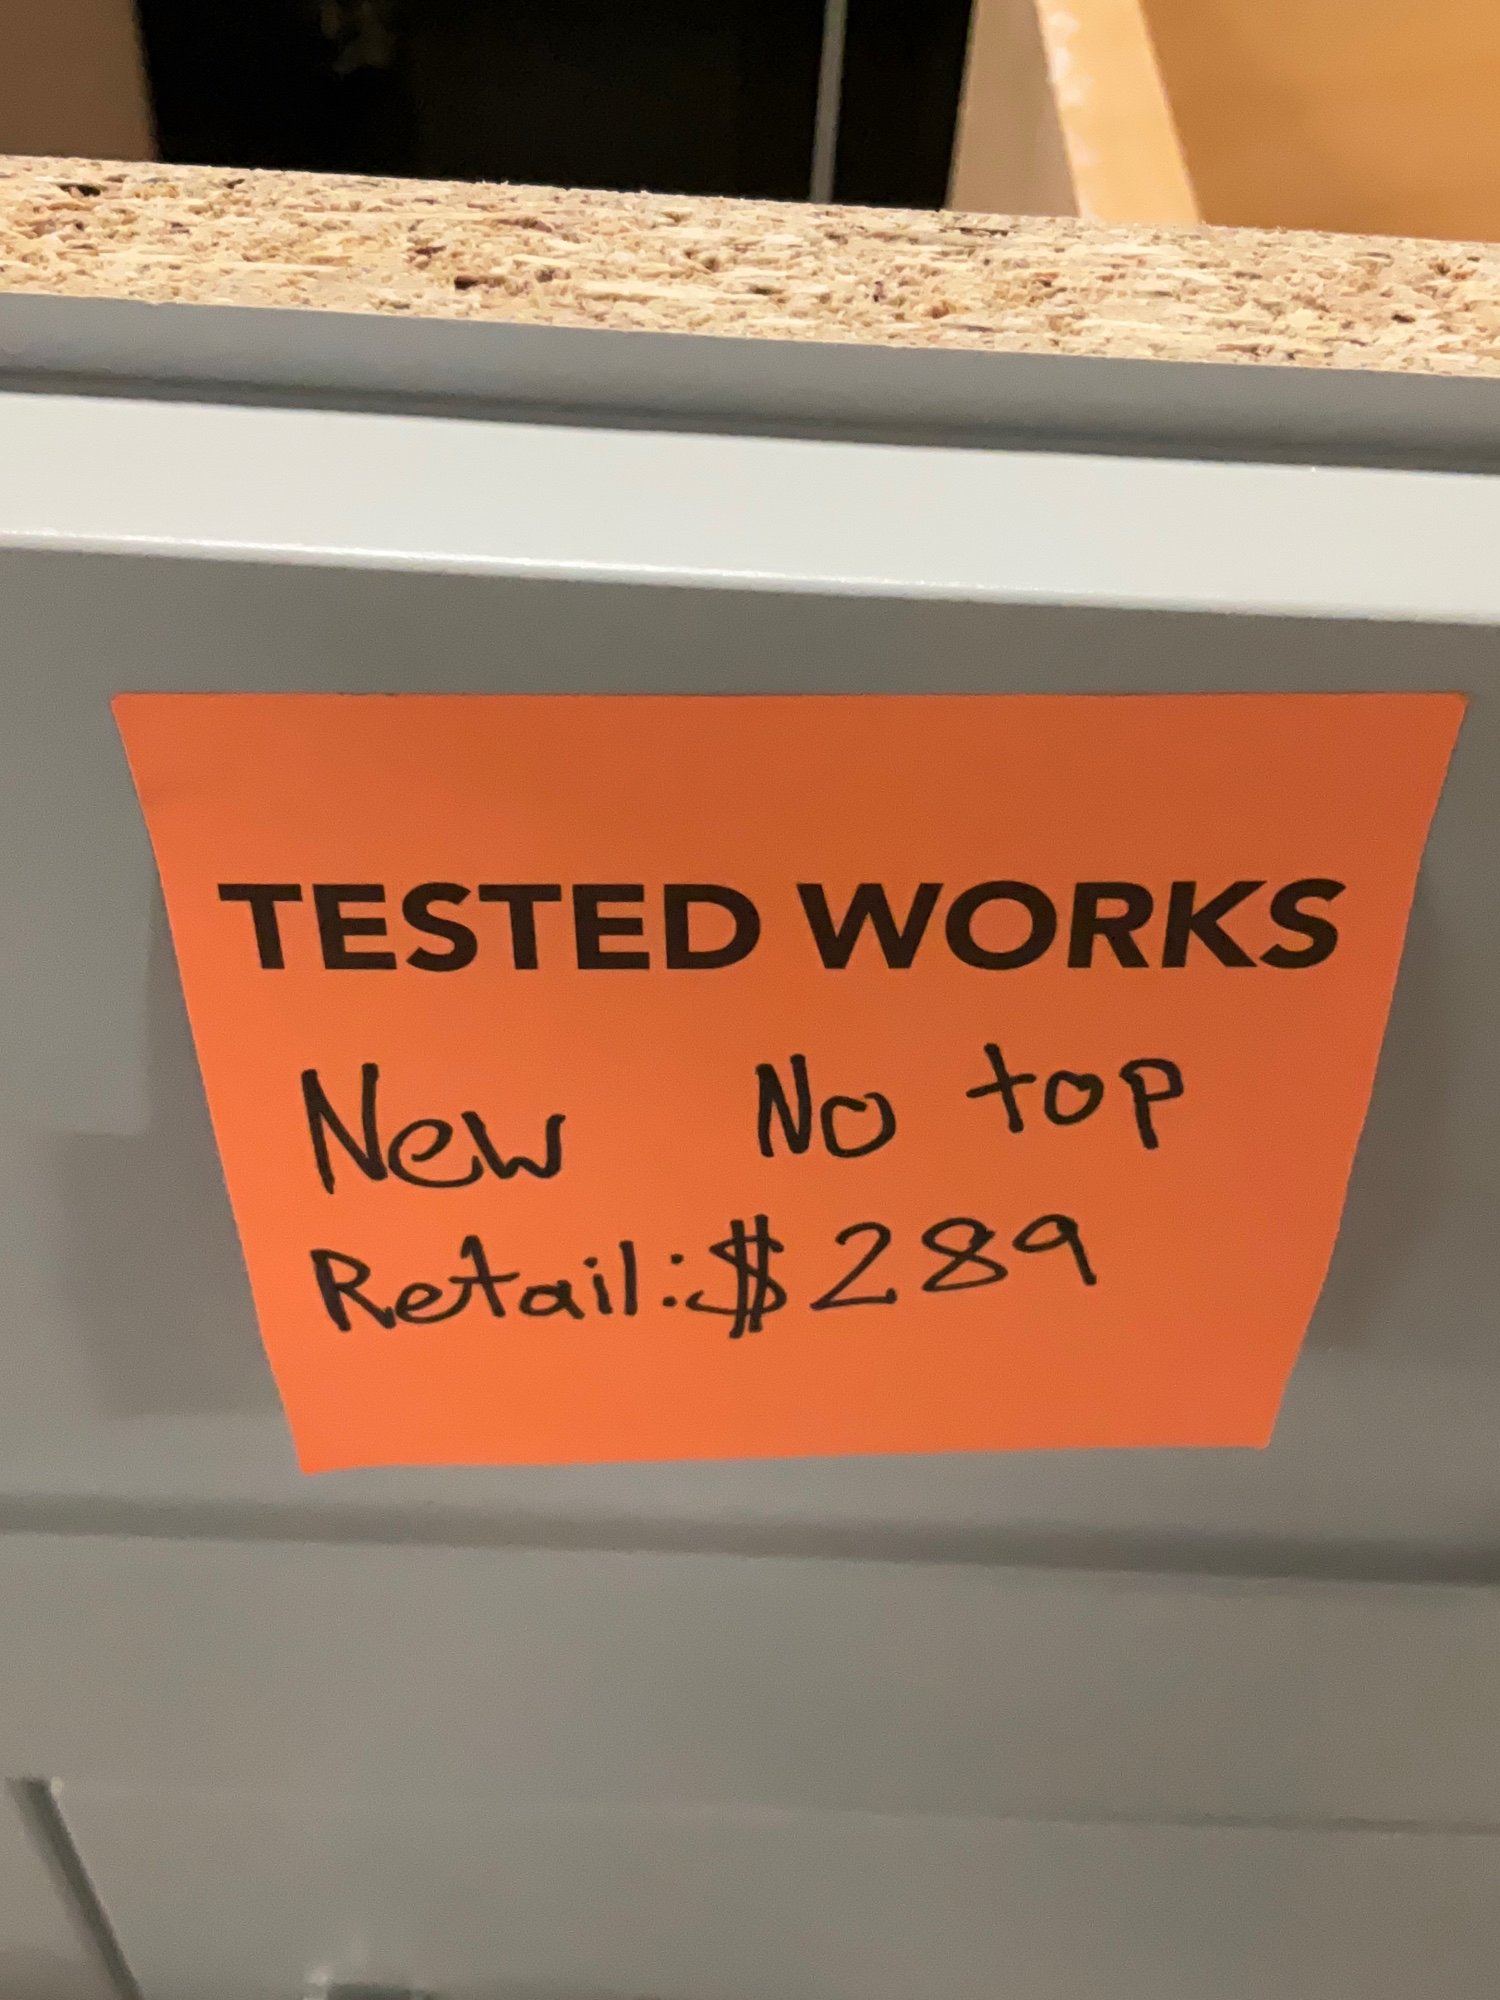 TESTED WORKS
New No top
Retail: $289